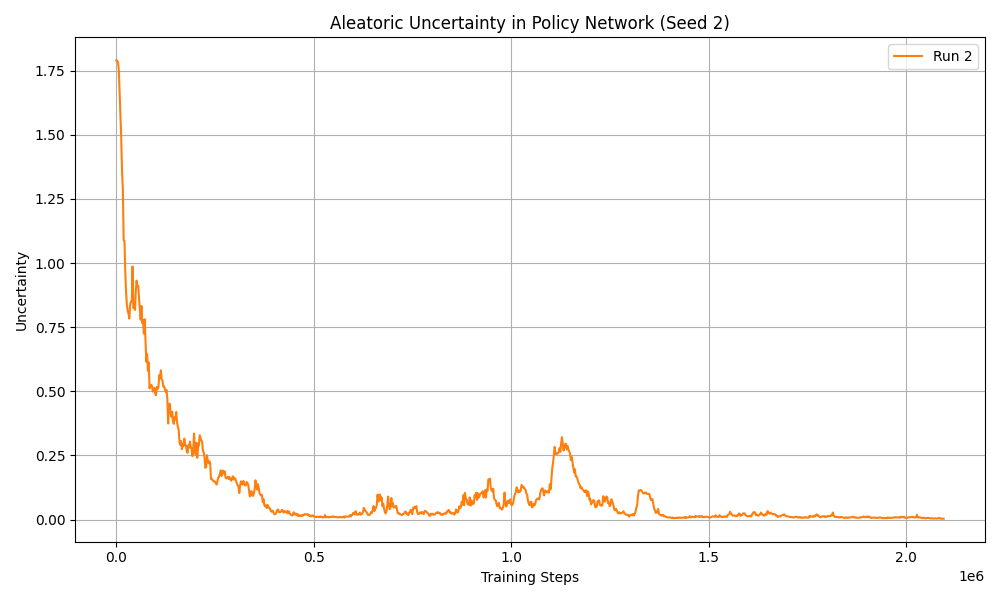 Aleatoric Uncertainty in Policy Network (Seed 2)
Run 2
Uncertainty
1.75
1.50
1.25
1.00
0.75
0.50
0.25
0.00
0.0 0.5 1.0 1.5 2.0
1e6
Training Steps